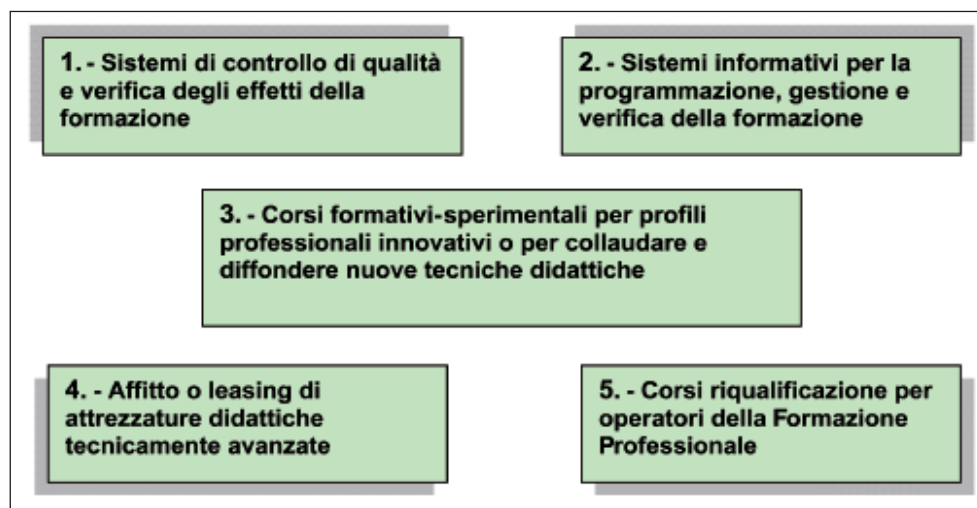 1. - Sistemi di controllo di qualità
e verifica degli effetti della
formazione
2. - Sistemi informativi per la
programmazione, gestione e
verifica della formazione
3. - Corsi formativi-sperimentali per profili
professionali innovativi o per collaudare e
diffondere nuove tecniche didattiche
4. - Affitto o leasing di
attrezzature didattiche
tecnicamente avanzate
5. - Corsi riqualificazione per
operatori della Formazione
Professionale